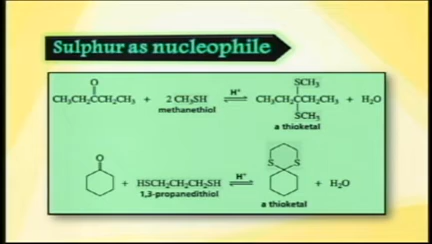 Sulphur as nucleophile
O SCH₃
CH₃CH₂CCH₂CH₃ + 2 CH₃SH ⇌ H⁺ CH₃CH₂CCH₂CH₃ + H₂O
methanethiol SCH₃
a thioketal
O S S
+ HSCH₂CH₂CH₂SH ⇌ H⁺ + H₂O
1,3-propanedithiol
a thioketal